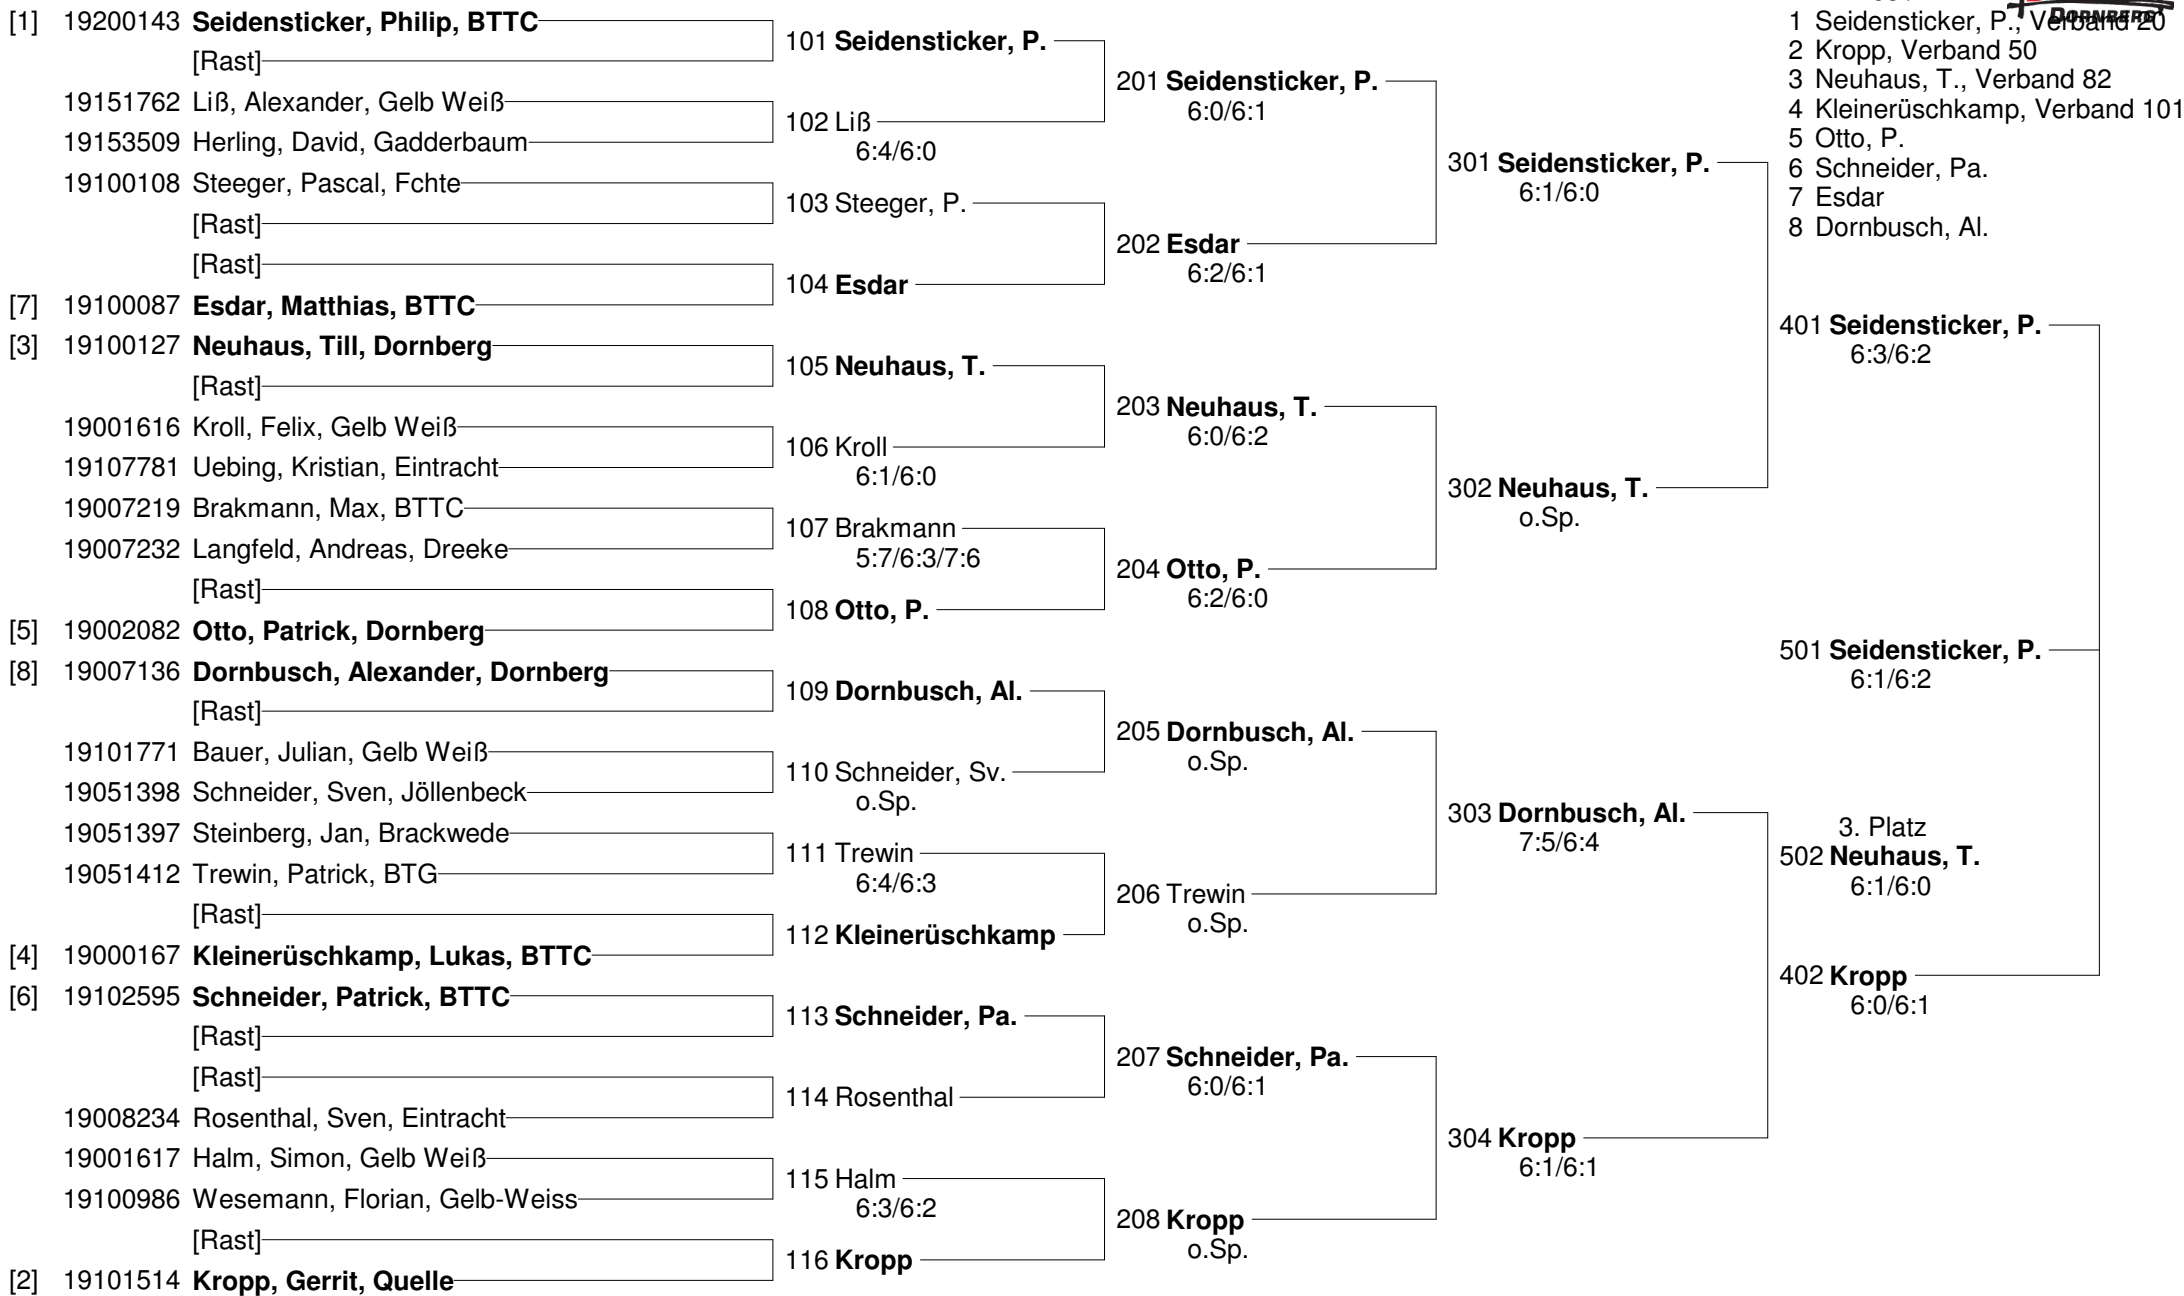 [1] 19200143 Seidensticker, Philip, BTTC
[Rast]
19151762 Liß, Alexander, Gelb Weiß
19153509 Herling, David, Gadderbaum
19100108 Steeger, Pascal, Fchte
[Rast]
[Rast]
[7] 19100087 Esdar, Matthias, BTTC
[3] 19100127 Neuhaus, Till, Dornberg
[Rast]
19001616 Kroll, Felix, Gelb Weiß
19107781 Uebing, Kristian, Eintracht
19007219 Brakmann, Max, BTTC
19007232 Langfeld, Andreas, Dreeke
[Rast]
[5] 19002082 Otto, Patrick, Dornberg
[8] 19007136 Dornbusch, Alexander, Dornberg
[Rast]
19101771 Bauer, Julian, Gelb Weiß
19051398 Schneider, Sven, Jöllenbeck
19051397 Steinberg, Jan, Brackwede
19051412 Trewin, Patrick, BTG
[Rast]
[4] 19000167 Kleinerüschkamp, Lukas, BTTC
[6] 19102595 Schneider, Patrick, BTTC
[Rast]
[Rast]
19008234 Rosenthal, Sven, Eintracht
19001617 Halm, Simon, Gelb Weiß
19100986 Wesemann, Florian, Gelb-Weiss
[Rast]
[2] 19101514 Kropp, Gerrit, Quelle
101 Seidensticker, P.
102 Liß
6:4/6:0
103 Steeger, P.
104 Esdar
105 Neuhaus, T.
106 Kroll
6:1/6:0
107 Brakmann
5:7/6:3/7:6
108 Otto, P.
109 Dornbusch, Al.
110 Schneider, Sv.
o.Sp.
111 Trewin
6:4/6:3
112 Kleinerüschkamp
113 Schneider, Pa.
114 Rosenthal
115 Halm
6:3/6:2
116 Kropp
201 Seidensticker, P.
6:0/6:1
202 Esdar
6:2/6:1
203 Neuhaus, T.
6:0/6:2
204 Otto, P.
6:2/6:0
205 Dornbusch, Al.
o.Sp.
206 Trewin
o.Sp.
207 Schneider, Pa.
6:0/6:1
208 Kropp
o.Sp.
301 Seidensticker, P.
6:1/6:0
302 Neuhaus, T.
o.Sp.
303 Dornbusch, Al.
7:5/6:4
304 Kropp
6:1/6:1
DORNBERG
1 Seidensticker, P., Verband 20
2 Kropp, Verband 50
3 Neuhaus, T., Verband 82
4 Kleinerüschkamp, Verband 101
5 Otto, P.
6 Schneider, Pa.
7 Esdar
8 Dornbusch, Al.
401 Seidensticker, P.
6:3/6:2
501 Seidensticker, P.
6:1/6:2
3. Platz
502 Neuhaus, T.
6:1/6:0
402 Kropp
6:0/6:1